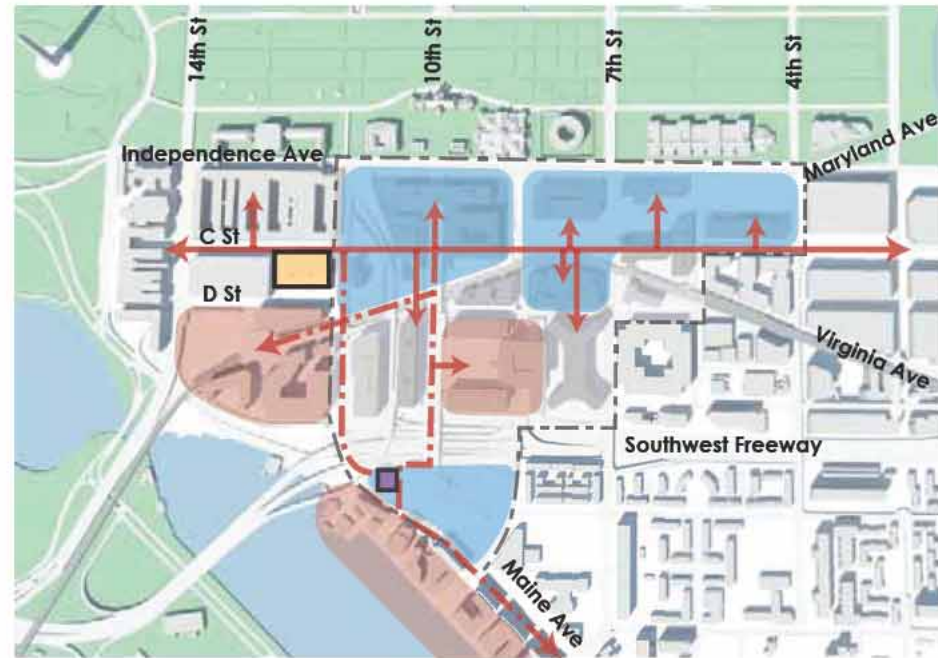 14th St
10th St
7th St
4th St
Independence Ave
Maryland Ave
C St
D St
Virginia Ave
Southwest Freeway
Maine Ave